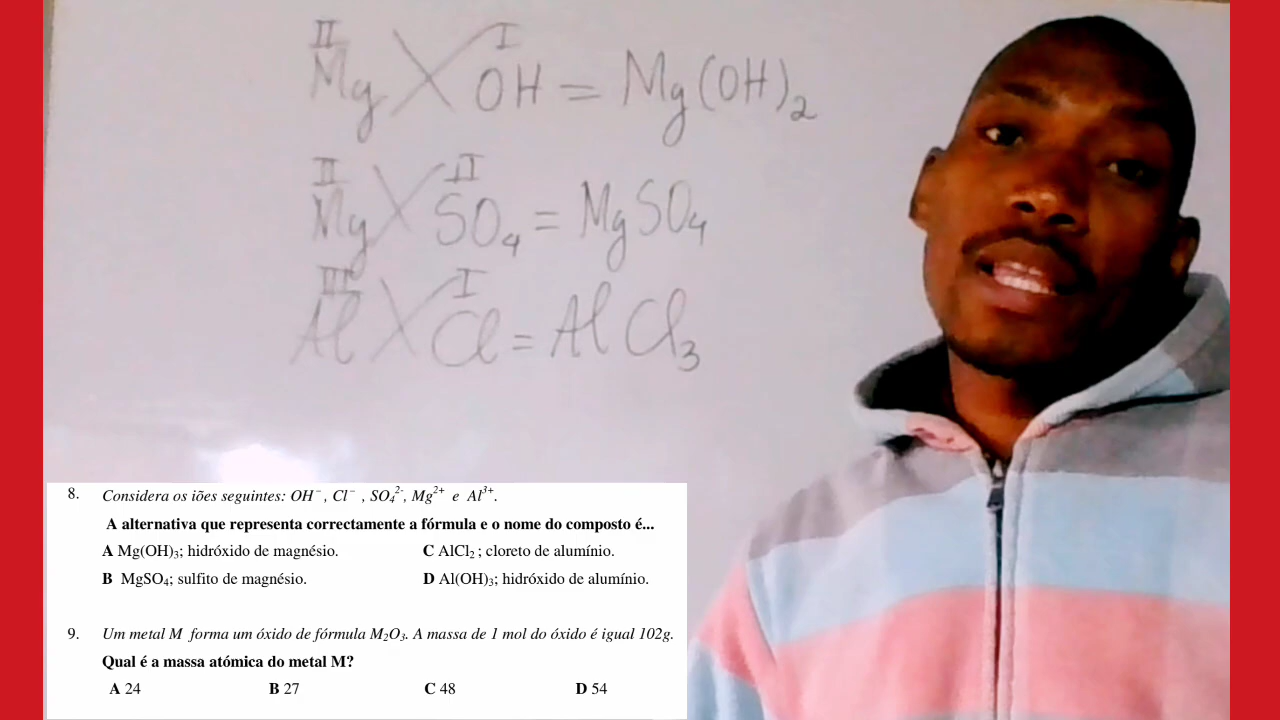 II I
Mg OH = Mg(OH)₂
II II
Mg SO₄ = MgSO₄
III I
Al Cl = AlCl₃
8. Considera os iões seguintes: OH⁻, Cl⁻ , SO₄²⁻, Mg²⁺ e Al³⁺.
A alternativa que representa correctamente a fórmula e o nome do composto é...
A Mg(OH)₃; hidróxido de magnésio. C AlCl₂ ; cloreto de alumínio.
B MgSO₄; sulfito de magnésio. D Al(OH)₃; hidróxido de alumínio.
9. Um metal M forma um óxido de fórmula M₂O₃. A massa de 1 mol do óxido é igual 102g.
Qual é a massa atómica do metal M?
A 24 B 27 C 48 D 54